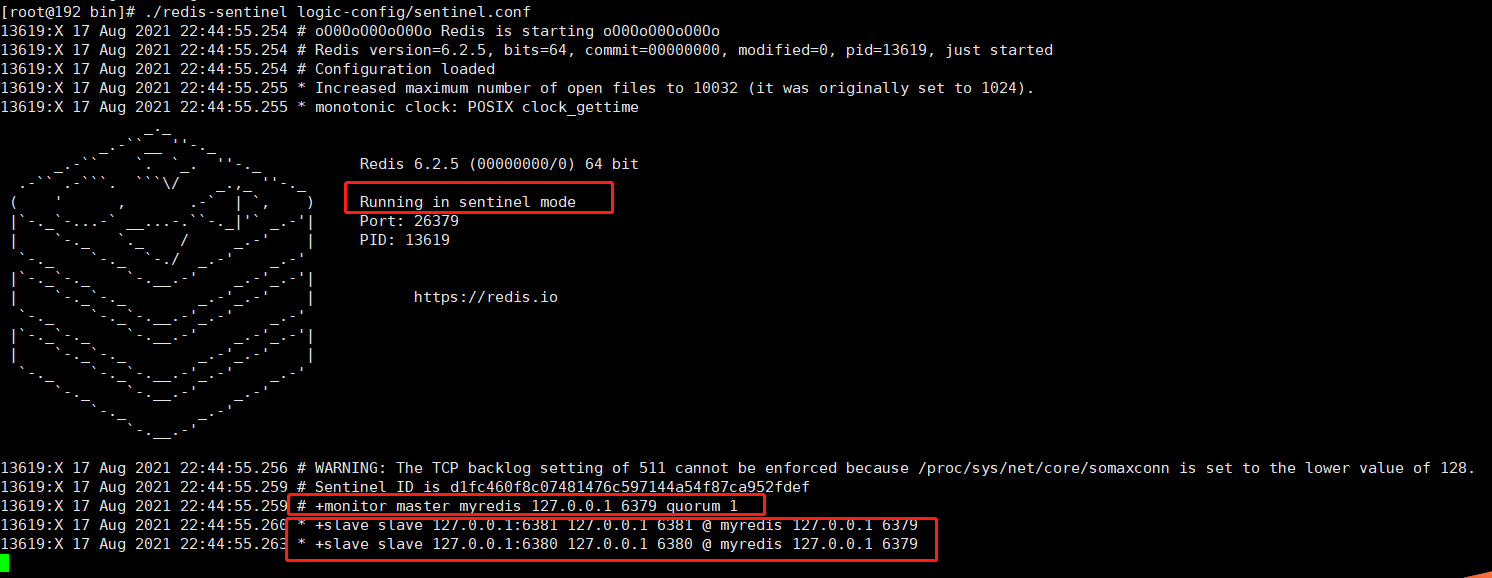 [root@192 bin]# ./redis-sentinel logic-config/sentinel.conf
13619:X 17 Aug 2021 22:44:55.254 # oO0OoO0OoO0Oo Redis is starting oO0OoO0OoO0Oo
13619:X 17 Aug 2021 22:44:55.254 # Redis version=6.2.5, bits=64, commit=00000000, modified=0, pid=13619, just started
13619:X 17 Aug 2021 22:44:55.254 # Configuration loaded
13619:X 17 Aug 2021 22:44:55.255 * Increased maximum number of open files to 10032 (it was originally set to 1024).
13619:X 17 Aug 2021 22:44:55.255 * monotonic clock: POSIX clock_gettime
Redis 6.2.5 (00000000/0) 64 bit
Running in sentinel mode
Port: 26379
PID: 13619
https://redis.io
13619:X 17 Aug 2021 22:44:55.256 # WARNING: The TCP backlog setting of 511 cannot be enforced because /proc/sys/net/core/somaxconn is set to the lower value of 128.
13619:X 17 Aug 2021 22:44:55.259 # Sentinel ID is d1fc460f8c07481476c597144a54f87ca952fdef
13619:X 17 Aug 2021 22:44:55.259 # +monitor master myredis 127.0.0.1 6379 quorum 1
13619:X 17 Aug 2021 22:44:55.260 * +slave slave 127.0.0.1:6381 127.0.0.1 6381 @ myredis 127.0.0.1 6379
13619:X 17 Aug 2021 22:44:55.263 * +slave slave 127.0.0.1:6380 127.0.0.1 6380 @ myredis 127.0.0.1 6379